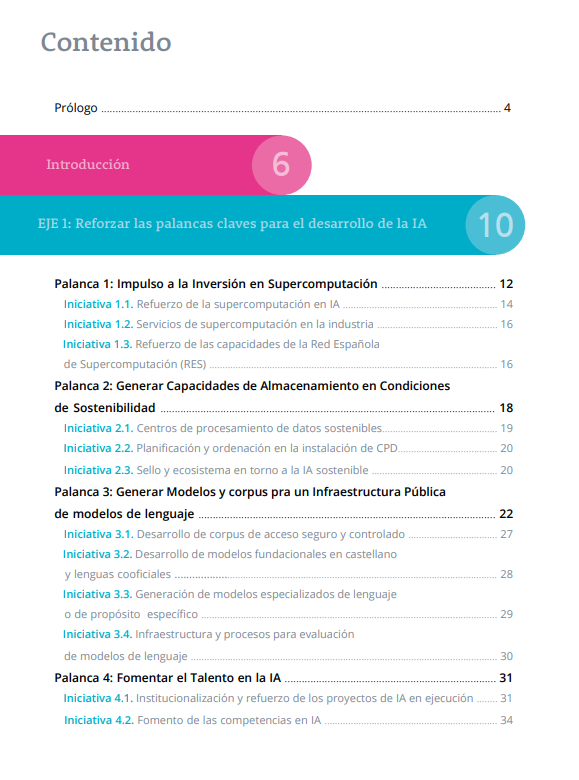 Contenido
Prólogo 4
Introducción 6
EJE 1: Reforzar las palancas claves para el desarrollo de la IA 10
Palanca 1: Impulso a la Inversión en Supercomputación 12
Iniciativa 1.1. Refuerzo de la supercomputación en IA 14
Iniciativa 1.2. Servicios de supercomputación en la industria 16
Iniciativa 1.3. Refuerzo de las capacidades de la Red Española
de Supercomputación (RES) 16
Palanca 2: Generar Capacidades de Almacenamiento en Condiciones
de Sostenibilidad 18
Iniciativa 2.1. Centros de procesamiento de datos sostenibles 19
Iniciativa 2.2. Planificación y ordenación en la instalación de CPD 20
Iniciativa 2.3. Sello y ecosistema en torno a la IA sostenible 20
Palanca 3: Generar Modelos y corpus pra un Infraestructura Pública
de modelos de lenguaje 22
Iniciativa 3.1. Desarrollo de corpus de acceso seguro y controlado 27
Iniciativa 3.2. Desarrollo de modelos fundacionales en castellano
y lenguas cooficiales 28
Iniciativa 3.3. Generación de modelos especializados de lenguaje
o de propósito específico 29
Iniciativa 3.4. Infraestructura y procesos para evaluación
de modelos de lenguaje 30
Palanca 4: Fomentar el Talento en la IA 31
Iniciativa 4.1. Institucionalización y refuerzo de los proyectos de IA en ejecución 31
Iniciativa 4.2. Fomento de las competencias en IA 34